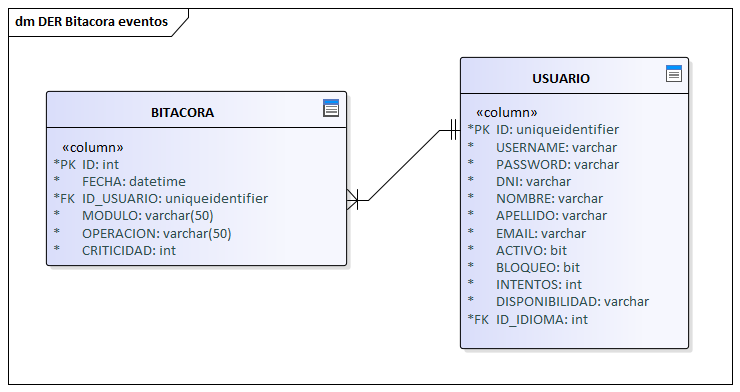 dm DER Bitacora eventos
BITACORA
«column»
*PK ID: int
* FECHA: datetime
*FK ID_USUARIO: uniqueidentifier
* MODULO: varchar(50)
* OPERACION: varchar(50)
* CRITICIDAD: int
USUARIO
«column»
*PK ID: uniqueidentifier
* USERNAME: varchar
* PASSWORD: varchar
* DNI: varchar
* NOMBRE: varchar
* APELLIDO: varchar
* EMAIL: varchar
* ACTIVO: bit
* BLOQUEO: bit
* INTENTOS: int
* DISPONIBILIDAD: varchar
*FK ID_IDIOMA: int